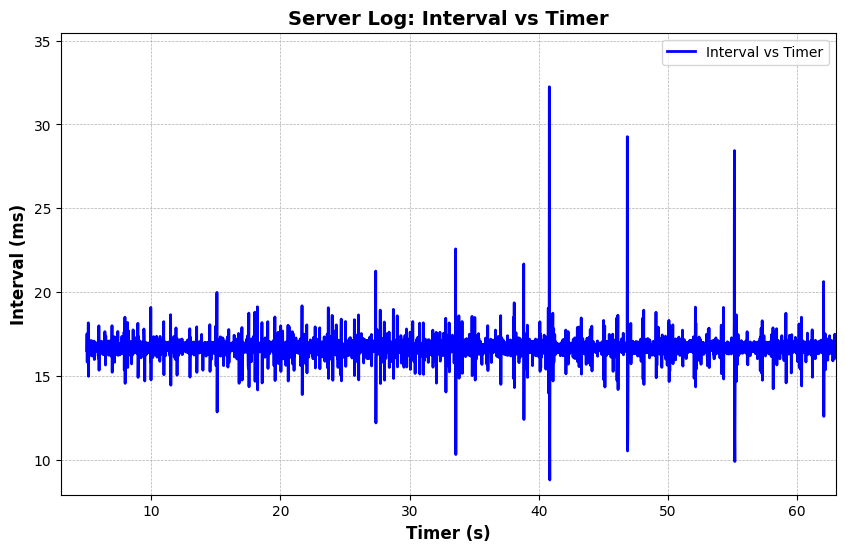 Server Log: Interval vs Timer
Interval vs Timer
35
30
25
20
15
10
Interval (ms)
10 20 30 40 50 60
Timer (s)